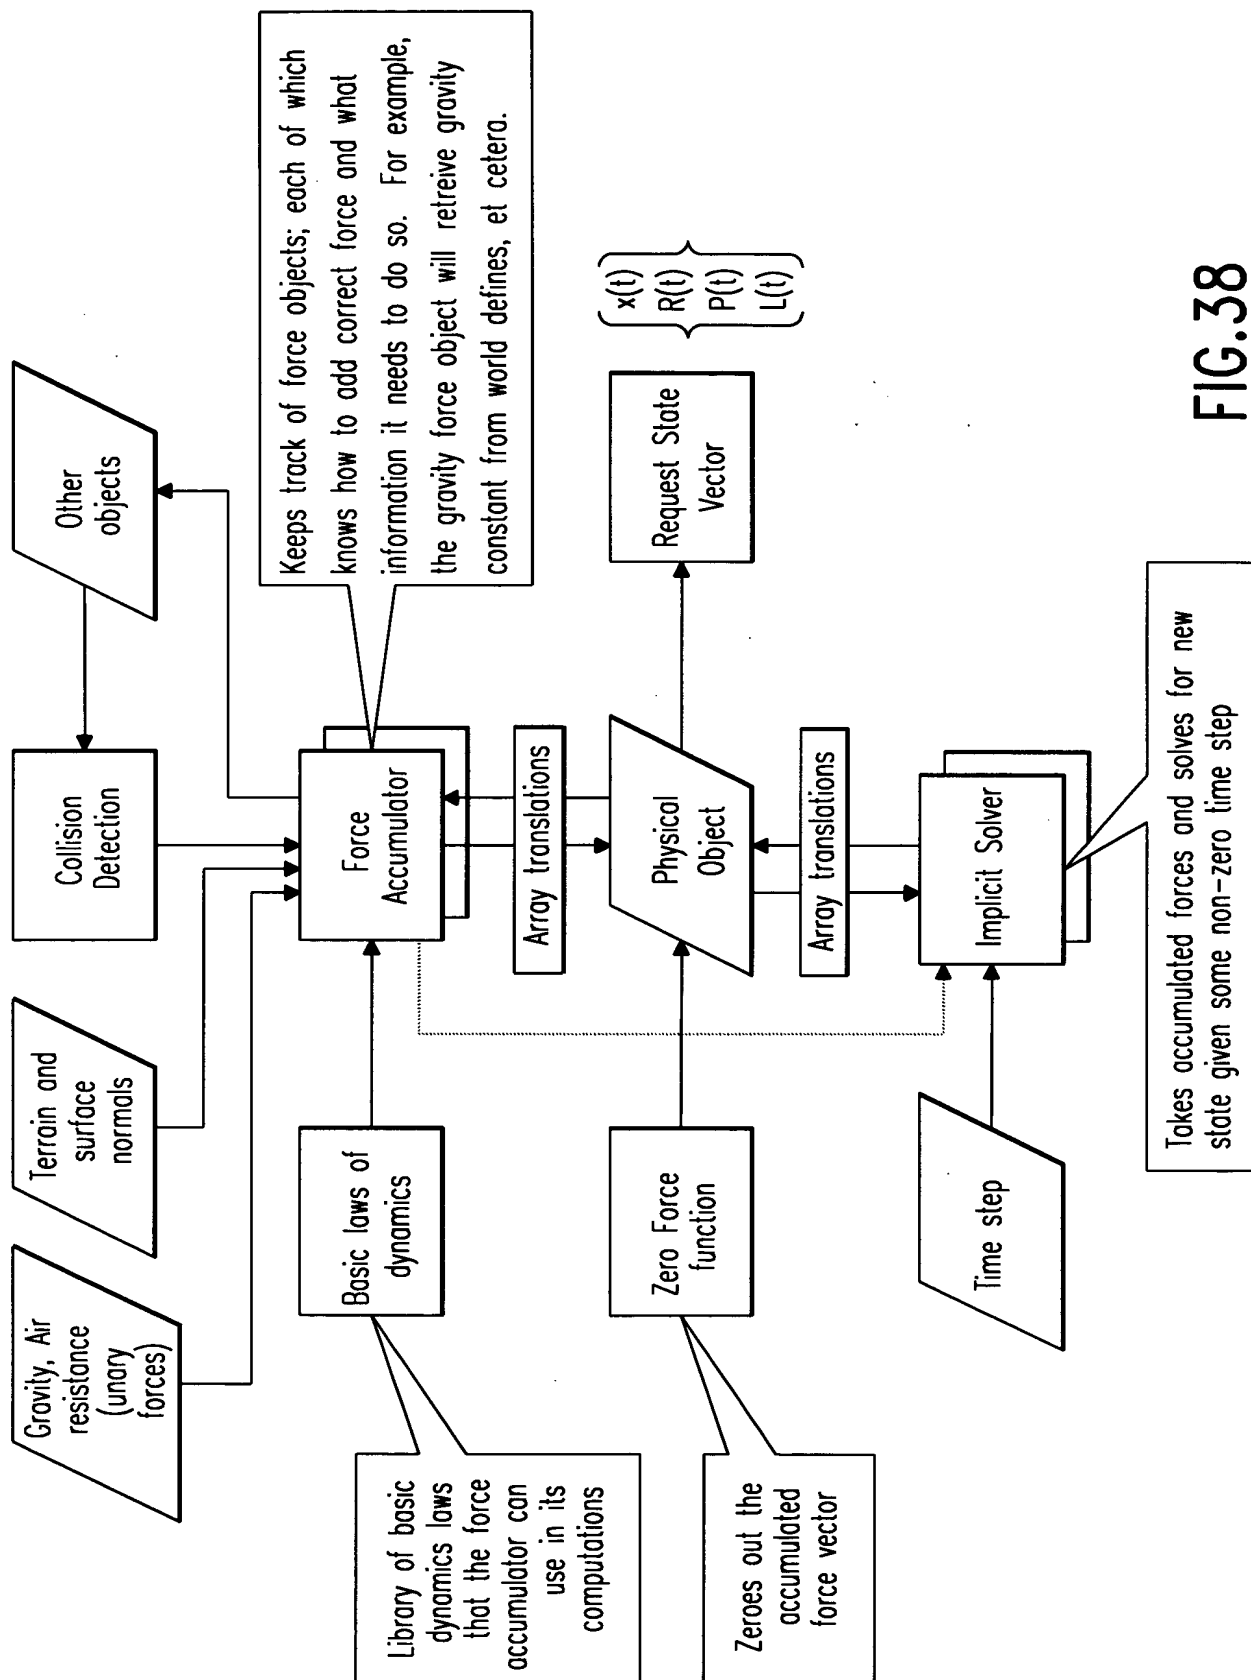 Gravity, Air
resistance
(unary
forces)
Terrain and
surface
normals
Collision
Detection
Other
objects
Library of basic
dynamics laws
that the force
accumulator can
use in its
computations
Basic laws of
dynamics
Force
Accumulator
Keeps track of force objects; each of which
knows how to add correct force and what
information it needs to do so. For example,
the gravity force object will retreive gravity
constant from world defines, et cetera.
Array translations
Zeroes out the
accumulated
force vector
Zero Force
function
Physical
Object
Request State
Vector
x(t)
R(t)
P(t)
L(t)
Array translations
Time step
Implicit Solver
Takes accumulated forces and solves for new
state given some non-zero time step
FIG.38